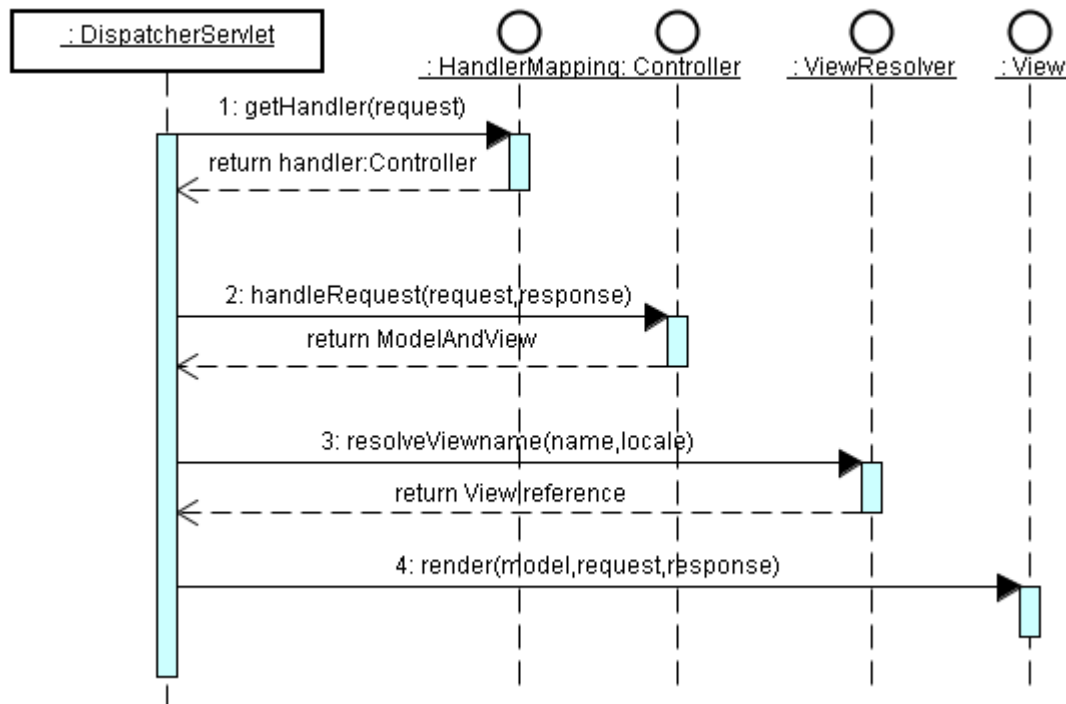 : DispatcherServlet
: HandlerMapping
: Controller
: ViewResolver
: View
1: getHandler(request)
return handler:Controller
2: handleRequest(request,response)
return ModelAndView
3: resolveViewname(name,locale)
return View reference
4: render(model,request,response)